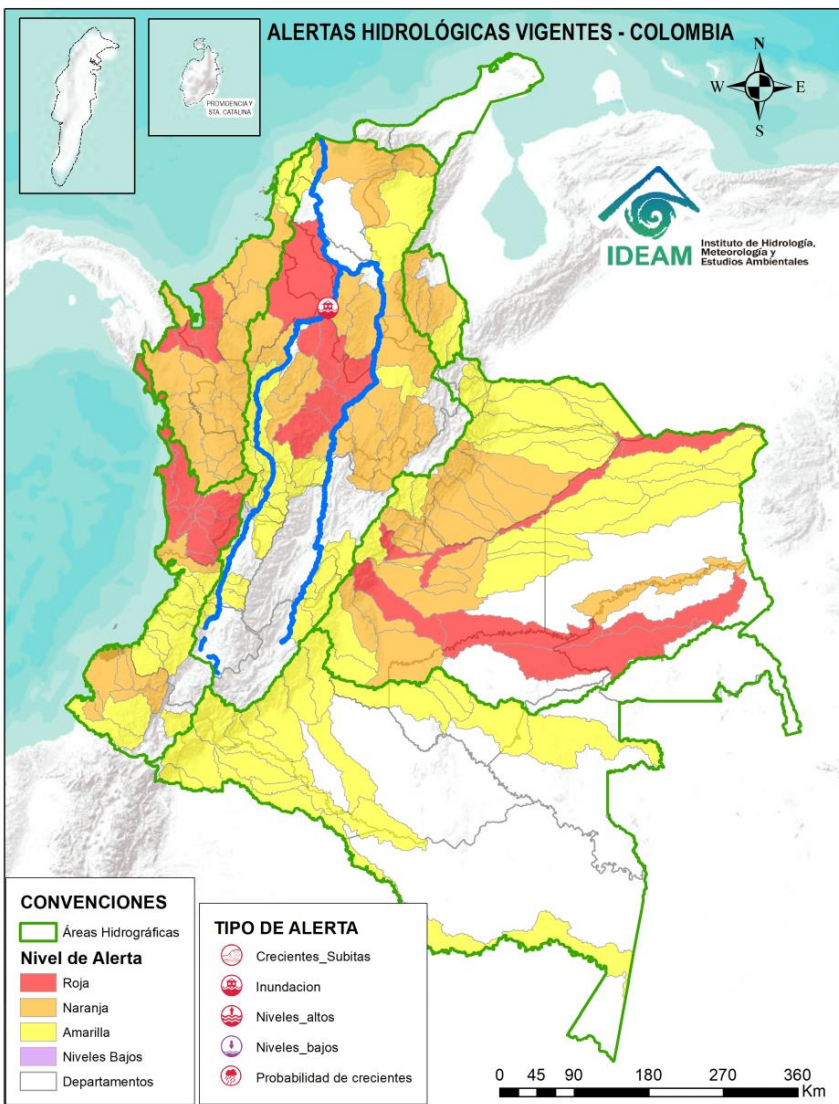 ALERTAS HIDROLÓGICAS VIGENTES - COLOMBIA
PROVIDENCIA Y
STA. CATALINA
N
W
E
S
IDEAM
Instituto de Hidrología,
Meteorología y
Estudios Ambientales
CONVENCIONES
Áreas Hidrográficas
Nivel de Alerta
Roja
Naranja
Amarilla
Niveles Bajos
Departamentos
TIPO DE ALERTA
Crecientes_Subitas
Inundacion
Niveles_altos
Niveles_bajos
Probabilidad de crecientes
0 45 90 180 270 360
Km